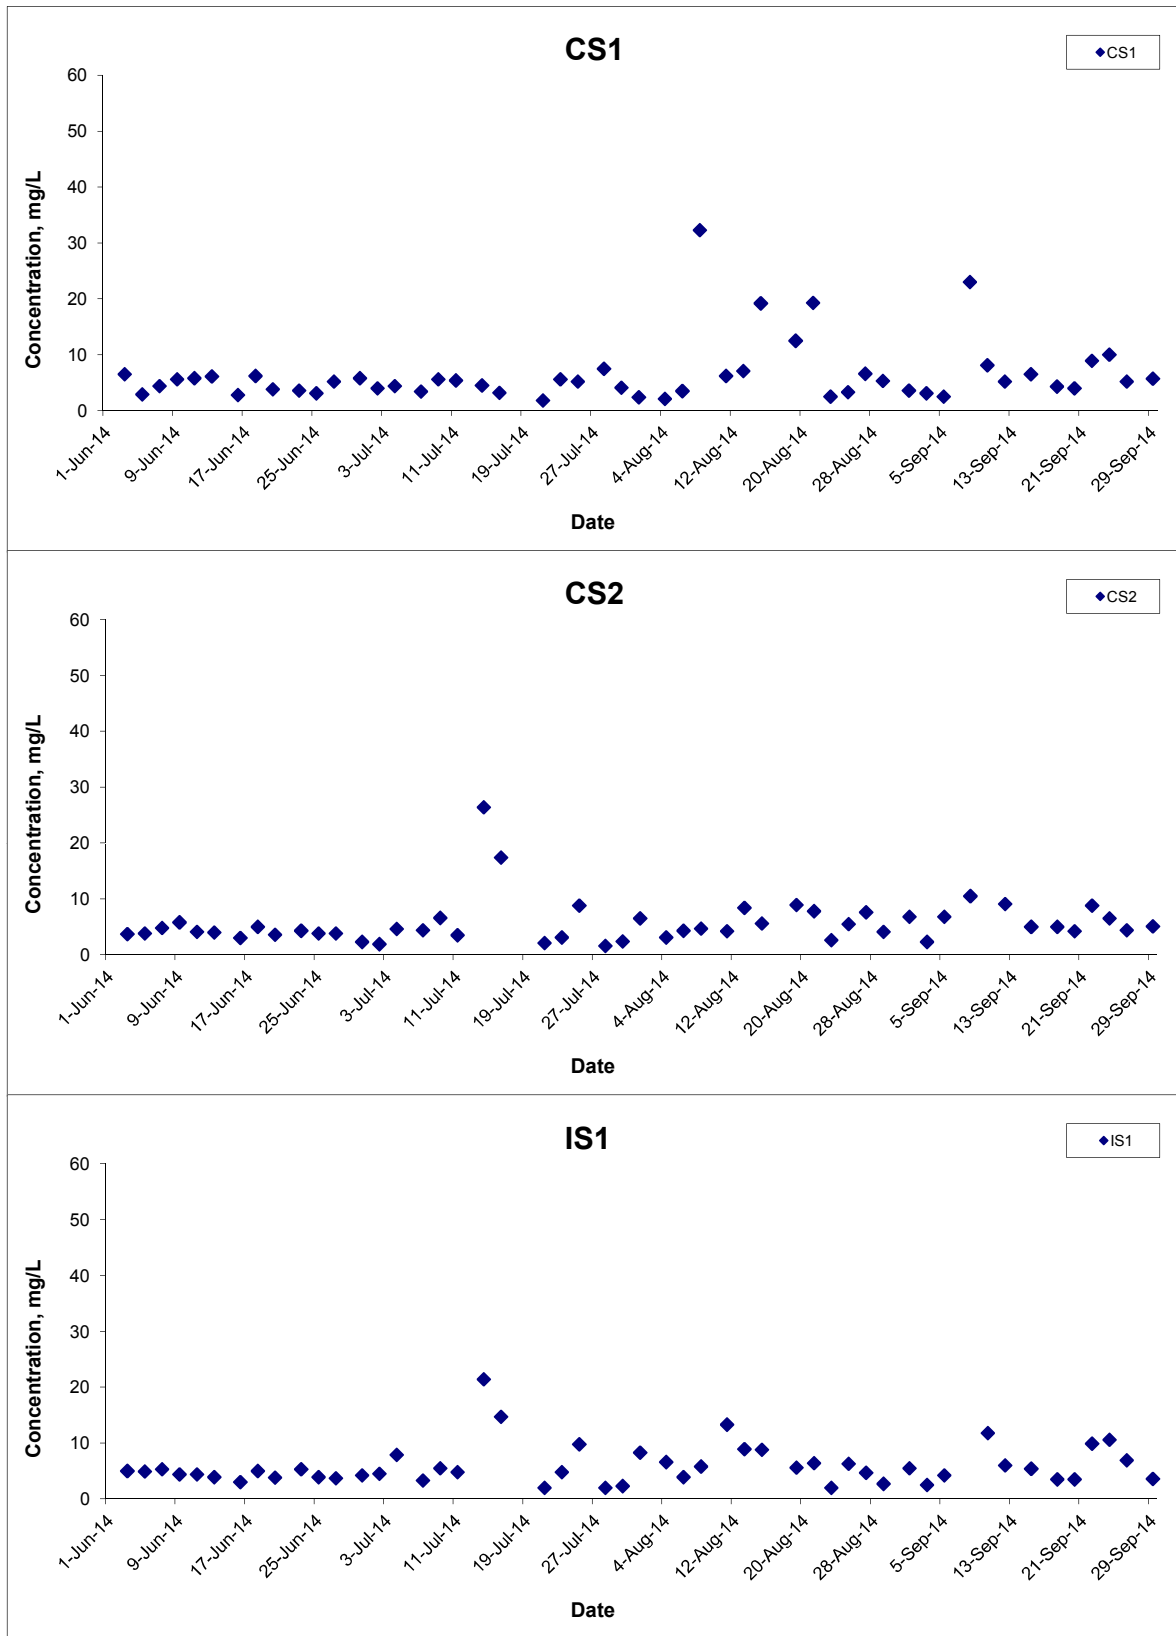 CS1
CS1
Concentration, mg/L
60
50
40
30
20
10
0
1-Jun-14
9-Jun-14
17-Jun-14
25-Jun-14
3-Jul-14
11-Jul-14
19-Jul-14
27-Jul-14
4-Aug-14
12-Aug-14
20-Aug-14
28-Aug-14
5-Sep-14
13-Sep-14
21-Sep-14
29-Sep-14
Date
CS2
CS2
Concentration, mg/L
60
50
40
30
20
10
0
1-Jun-14
9-Jun-14
17-Jun-14
25-Jun-14
3-Jul-14
11-Jul-14
19-Jul-14
27-Jul-14
4-Aug-14
12-Aug-14
20-Aug-14
28-Aug-14
5-Sep-14
13-Sep-14
21-Sep-14
29-Sep-14
Date
IS1
IS1
Concentration, mg/L
60
50
40
30
20
10
0
1-Jun-14
9-Jun-14
17-Jun-14
25-Jun-14
3-Jul-14
11-Jul-14
19-Jul-14
27-Jul-14
4-Aug-14
12-Aug-14
20-Aug-14
28-Aug-14
5-Sep-14
13-Sep-14
21-Sep-14
29-Sep-14
Date